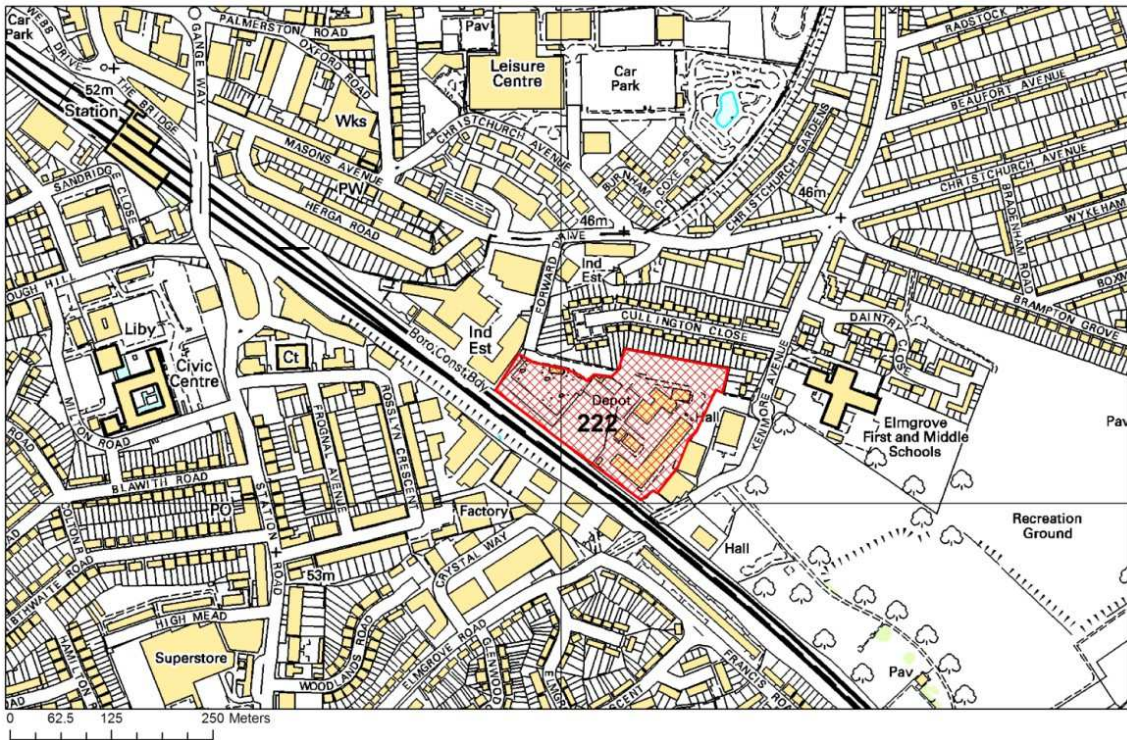 Car
Park
WEBB DRIVE
52m
Station
THE BRIDGE
GANGE WAY
PALMERSTON ROAD
OXFORD ROAD
Wks
MASONS AVENUE
PW
HERGA ROAD
SANDRIDGE CLOSE
Pav
Leisure
Centre
Car
Park
CHRISTCHURCH AVENUE
BURNHAM
46m
DRIVE
FORWARD
Ind
Est
CHRISTCHURCH GARDENS
46m
RADSTOCK
BEAUFORT AVENUE
CHRISTCHURCH AVENUE
WYKEHAM
BRADENHAM ROAD
BRAMPTON GROVE
OUGH HILL
Liby
Civic
Centre
MILTON ROAD
Ct
Ind
Est
Boro Const Bdy
CULLINGTON CLOSE
KENMORE AVENUE
DAINTRY CLOSE
Depot
222
Hall
Elmgrove
First and Middle
Schools
Pav
ROSSLYN CRESCENT
FROGNAL AVENUE
STATION
ROAD
BLAWITH ROAD
PO
53m
HIGH MEAD
Superstore
HAMILTON
WOODLANDS ROAD
ELMGROVE ROAD
CRYSTAL WAY
Factory
GLENWOOD
FRANCIS ROAD
Hall
Recreation
Ground
Pav
0 62.5 125 250 Meters